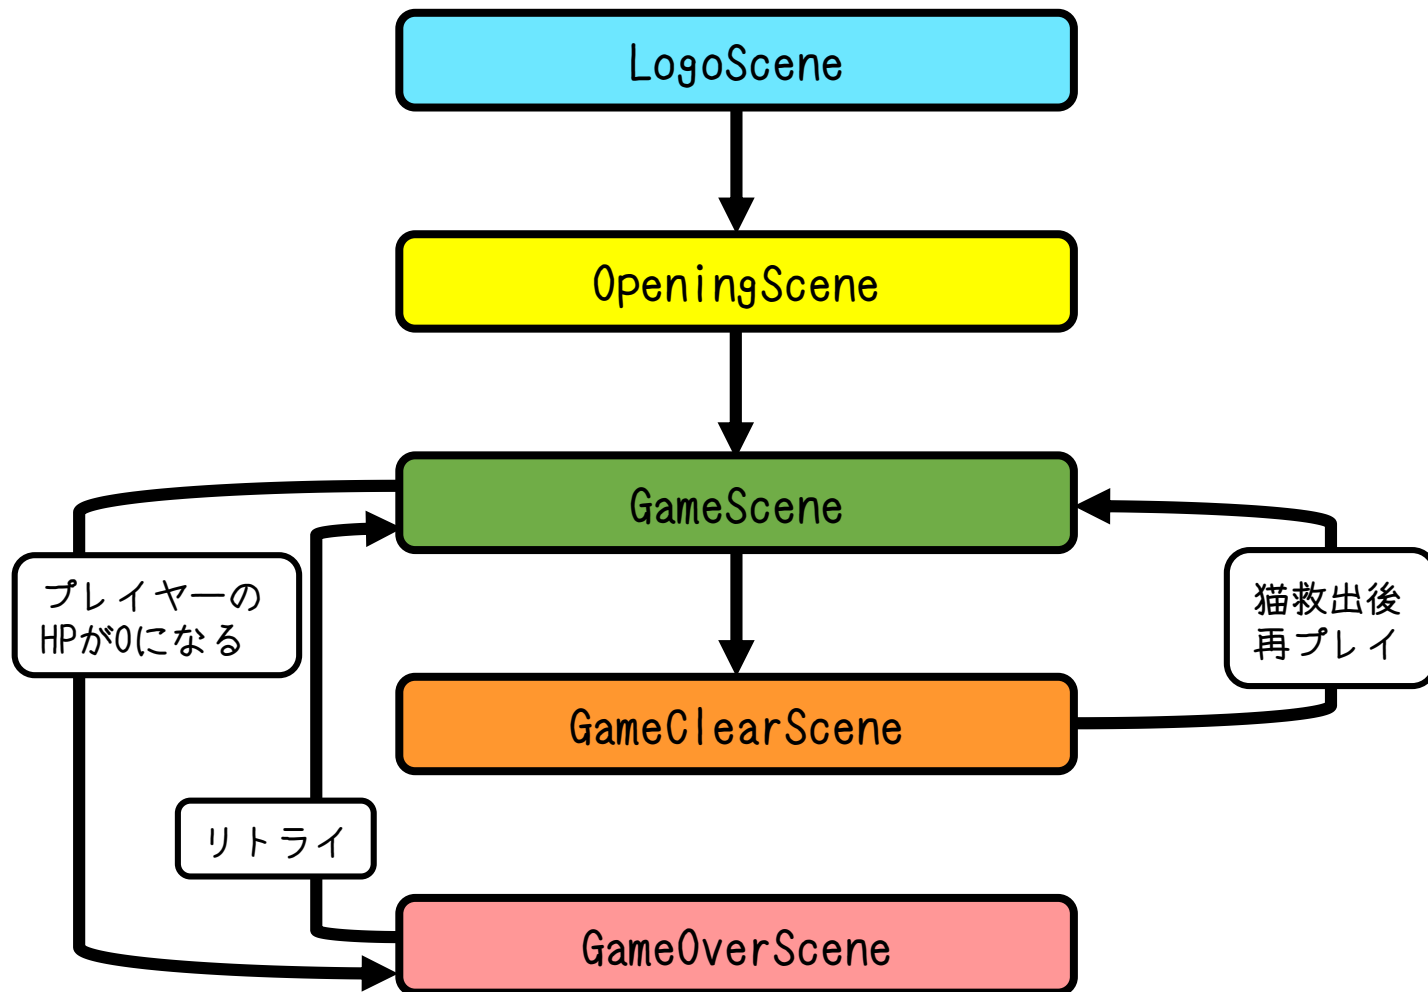 LogoScene
OpeningScene
GameScene
プレイヤーの
HPが0になる
猫救出後
再プレイ
GameClearScene
リトライ
GameOverScene